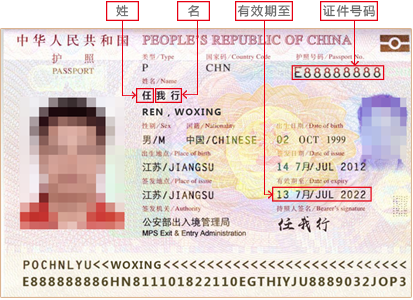 姓 名 有效期至 证件号码
中华人民共和国 PEOPLE'S REPUBLIC OF CHINA
护 照
PASSPORT
类型/Type 国家码/Country Code 护照号码/Passport No.
P CHN E88888888
姓名/Name
任我行
REN, WOXING
性别/Sex 国籍/Nationality 出生日期/Date of birth
男/M 中国/CHINESE 02 OCT 1999
出生地点/Place of birth 签发日期/Date of issue
江苏/JIANGSU 14 7月/JUL 2012
签发地点/Place of issue 有效期至/Date of expiry
江苏/JIANGSU 13 7月/JUL 2022
签发机关/Authority 持照人签名/Bearer's signature
公安部出入境管理局 任我行
MPS Exit & Entry Administration
POCHNLYU<<WOXING<<<<<<<<<<<<<<<<<<<<<<<<<<
E888888886HN811101822110EGTHIYJU8889032JOP3